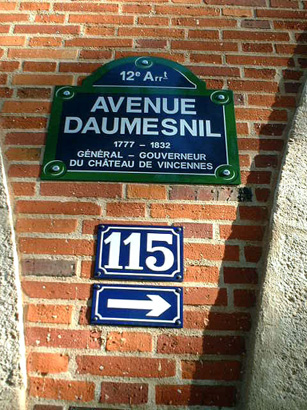 12e Arrt
AVENUE
DAUMESNIL
1777 - 1832
GÉNÉRAL - GOUVERNEUR
DU CHÂTEAU DE VINCENNES
115